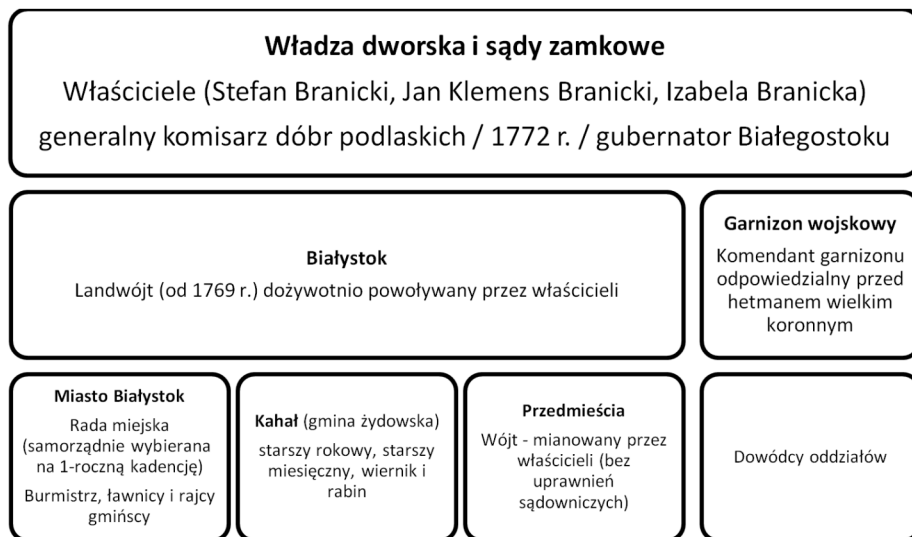 Władza dworska i sądy zamkowe
Właściciele (Stefan Branicki, Jan Klemens Branicki, Izabela Branicka)
generalny komisarz dóbr podlaskich / 1772 r. / gubernator Białegostoku
Białystok
Landwójt (od 1769 r.) dożywotnio powoływany przez właścicieli
Garnizon wojskowy
Komendant garnizonu
odpowiedzialny przed
hetmanem wielkim
koronnym
Miasto Białystok
Rada miejska
(samorządnie wybierana
na 1-roczną kadencję)
Burmistrz, ławnicy i rajcy
gmińscy
Kahał (gmina żydowska)
starszy rokowy, starszy
miesięczny, wiernik i
rabin
Przedmieścia
Wójt - mianowany przez
właścicieli (bez
uprawnień
sądowniczych)
Dowódcy oddziałów